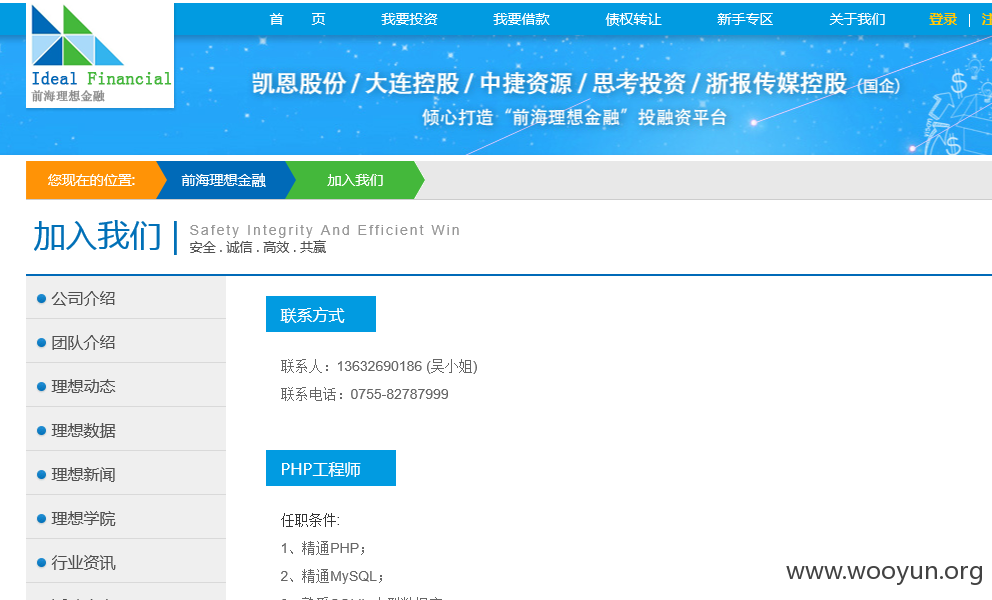 首 页 我要投资 我要借款 债权转让 新手专区 关于我们 登录 |
Ideal Financial
前海理想金融
凯恩股份 / 大连控股 / 中捷资源 / 思考投资 / 浙报传媒控股 (国企)
倾心打造 “前海理想金融” 投融资平台
您现在的位置: 前海理想金融 加入我们
加入我们
Safety Integrity And Efficient Win
安全 . 诚信 . 高效 . 共赢
公司介绍
团队介绍
理想动态
理想数据
理想新闻
理想学院
行业资讯
联系方式
联系人：13632690186 (吴小姐)
联系电话：0755-82787999
PHP工程师
任职条件:
1、精通PHP；
2、精通MySQL；
www.wooyun.org